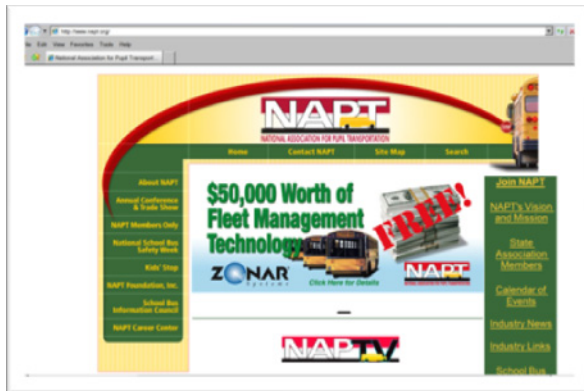 http://www.napt.org/
Edit View Favorites Tools Help
National Association for Pupil Transport...
NAPT
NATIONAL ASSOCIATION FOR PUPIL TRANSPORTATION
Home Contact NAPT Site Map Search
About NAPT
Annual Conference
& Trade Show
NAPT Members Only
National School Bus
Safety Week
Kids' Stop
NAPT Foundation, Inc.
School Bus
Information Council
NAPT Career Center
$50,000 Worth of
Fleet Management
Technology
FREE!
ZONAR
Systems
Click Here for Details
NAPT
NAPTV
Join NAPT
NAPT's Vision
and Mission
State
Association
Members
Calendar of
Events
Industry News
Industry Links
School Bus